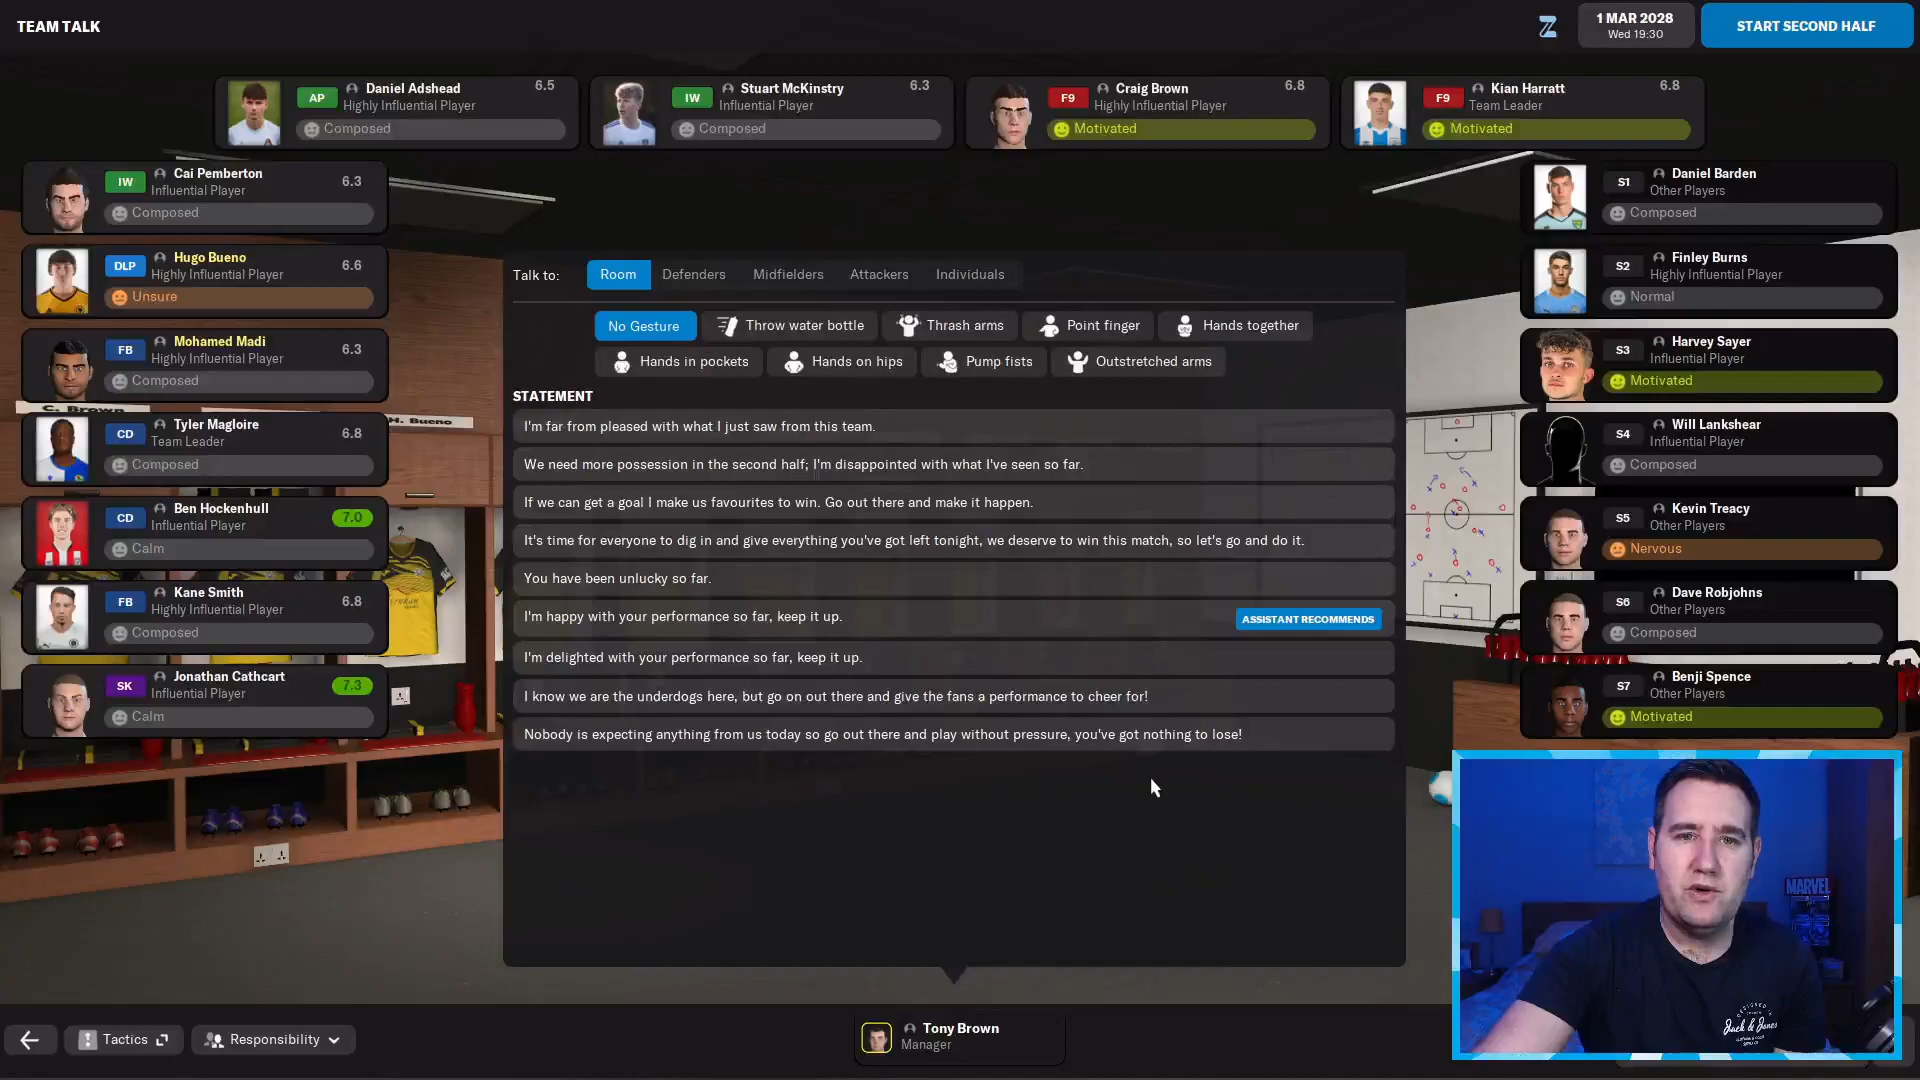 TEAM TALK
1 MAR 2028
Wed 19:30
START SECOND HALF
AP
Daniel Adshead
6.5
Highly Influential Player
Composed
IW
Stuart McKinstry
6.3
Influential Player
Composed
F9
Craig Brown
6.8
Highly Influential Player
Motivated
F9
Kian Harratt
6.8
Team Leader
Motivated
IW
Cai Pemberton
6.3
Influential Player
Composed
DLP
Hugo Bueno
6.6
Highly Influential Player
Unsure
FB
Mohamed Madi
6.3
Highly Influential Player
Composed
C. Brown
H. Bueno
CD
Tyler Magloire
6.8
Team Leader
Composed
CD
Ben Hockenhull
7.0
Influential Player
Calm
FB
Kane Smith
6.8
Highly Influential Player
Composed
SK
Jonathan Cathcart
7.3
Influential Player
Calm
Talk to:
Room
Defenders
Midfielders
Attackers
Individuals
No Gesture
Throw water bottle
Thrash arms
Point finger
Hands together
Hands in pockets
Hands on hips
Pump fists
Outstretched arms
STATEMENT
I'm far from pleased with what I just saw from this team.
We need more possession in the second half; I'm disappointed with what I've seen so far.
If we can get a goal I make us favourites to win. Go out there and make it happen.
It's time for everyone to dig in and give everything you've got left tonight, we deserve to win this match, so let's go and do it.
You have been unlucky so far.
I'm happy with your performance so far, keep it up.
ASSISTANT RECOMMENDS
I'm delighted with your performance so far, keep it up.
I know we are the underdogs here, but go on out there and give the fans a performance to cheer for!
Nobody is expecting anything from us today so go out there and play without pressure, you've got nothing to lose!
S1
Daniel Barden
Other Players
Composed
S2
Finley Burns
Highly Influential Player
Normal
S3
Harvey Sayer
Influential Player
Motivated
S4
Will Lankshear
Influential Player
Composed
S5
Kevin Treacy
Other Players
Nervous
S6
Dave Robjohns
Other Players
Composed
S7
Benji Spence
Other Players
Motivated
MARVEL
Jack & Jones
Tactics
Responsibility
Tony Brown
Manager